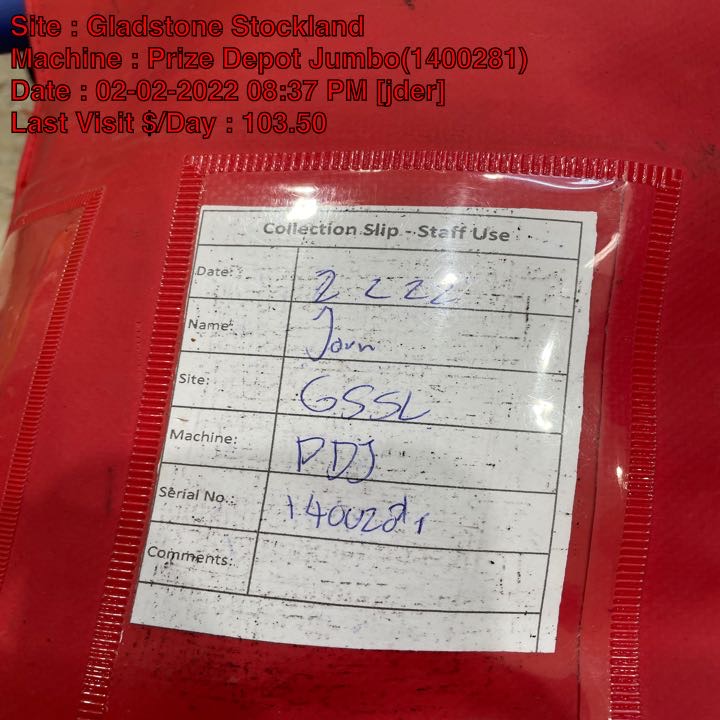 Site : Gladstone Stockland
Machine : Prize Depot Jumbo(1400281)
Date : 02-02-2022 08:37 PM [jder]
Last Visit $/Day : 103.50
Collection Slip - Staff Use
Date: 2 2 22
Name:
Site: GSSL
Machine: PDJ
Serial No.: 1400281
Comments: